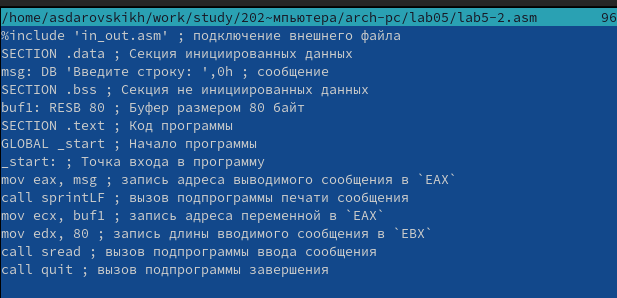 /home/asdarovskikh/work/study/202~мпьютера/arch-pc/lab05/lab5-2.asm 96
%include 'in_out.asm' ; подключение внешнего файла
SECTION .data ; Секция инициированных данных
msg: DB 'Введите строку: ',0h ; сообщение
SECTION .bss ; Секция не инициированных данных
buf1: RESB 80 ; Буфер размером 80 байт
SECTION .text ; Код программы
GLOBAL _start ; Начало программы
_start: ; Точка входа в программу
mov eax, msg ; запись адреса выводимого сообщения в `EAX`
call sprintLF ; вызов подпрограммы печати сообщения
mov ecx, buf1 ; запись адреса переменной в `EAX`
mov edx, 80 ; запись длины вводимого сообщения в `EBX`
call sread ; вызов подпрограммы ввода сообщения
call quit ; вызов подпрограммы завершения